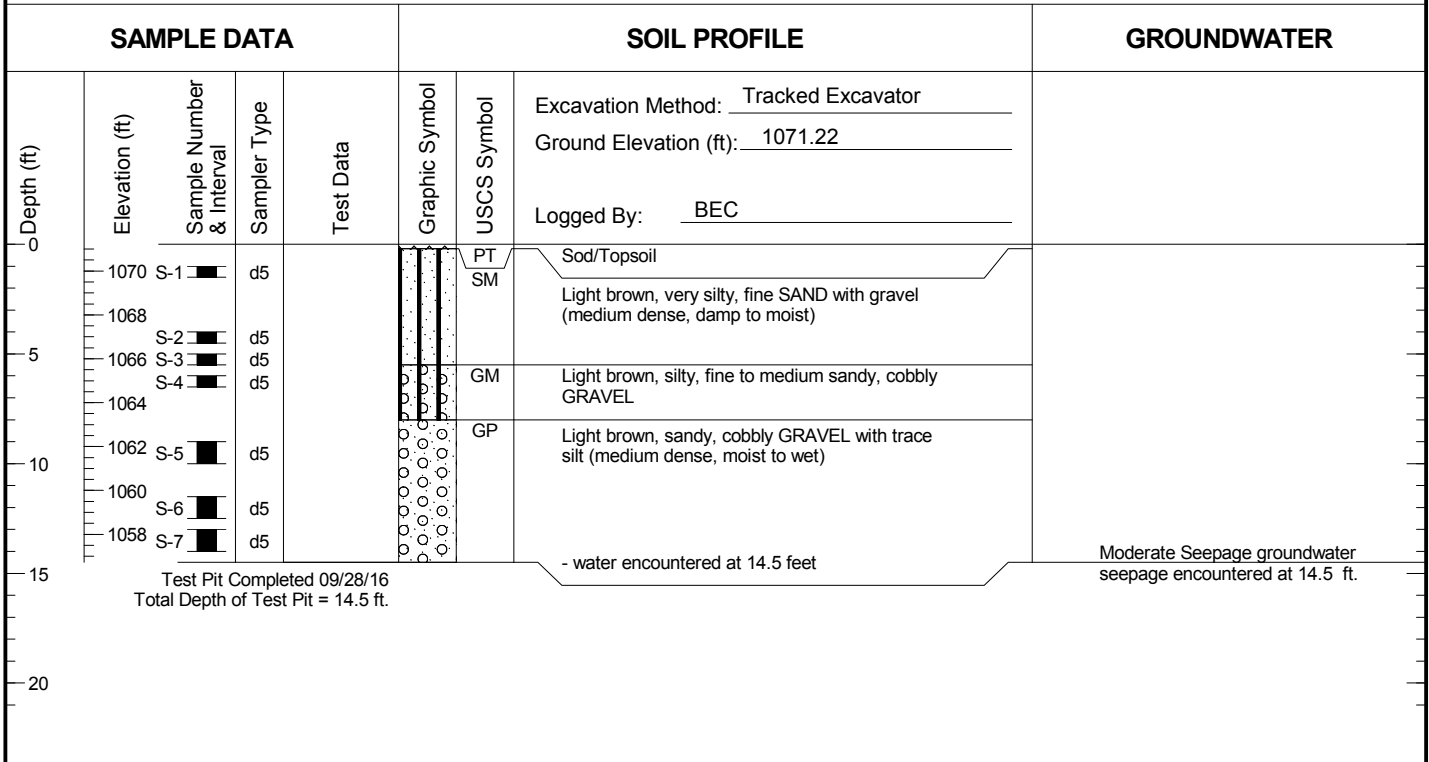 SAMPLE DATA
SOIL PROFILE
GROUNDWATER
Depth (ft)
Elevation (ft)
Sample Number
& Interval
Sampler Type
Test Data
Graphic Symbol
USCS Symbol
Excavation Method: Tracked Excavator
Ground Elevation (ft): 1071.22
Logged By: BEC
0
PT Sod/Topsoil
1070 S-1 d5
SM
Light brown, very silty, fine SAND with gravel
(medium dense, damp to moist)
1068
S-2 d5
5
1066 S-3 d5
S-4 d5
GM Light brown, silty, fine to medium sandy, cobbly
GRAVEL
1064
GP Light brown, sandy, cobbly GRAVEL with trace
silt (medium dense, moist to wet)
1062 S-5 d5
10
1060
S-6 d5
1058 S-7 d5
- water encountered at 14.5 feet
Moderate Seepage groundwater
seepage encountered at 14.5 ft.
15
Test Pit Completed 09/28/16
Total Depth of Test Pit = 14.5 ft.
20